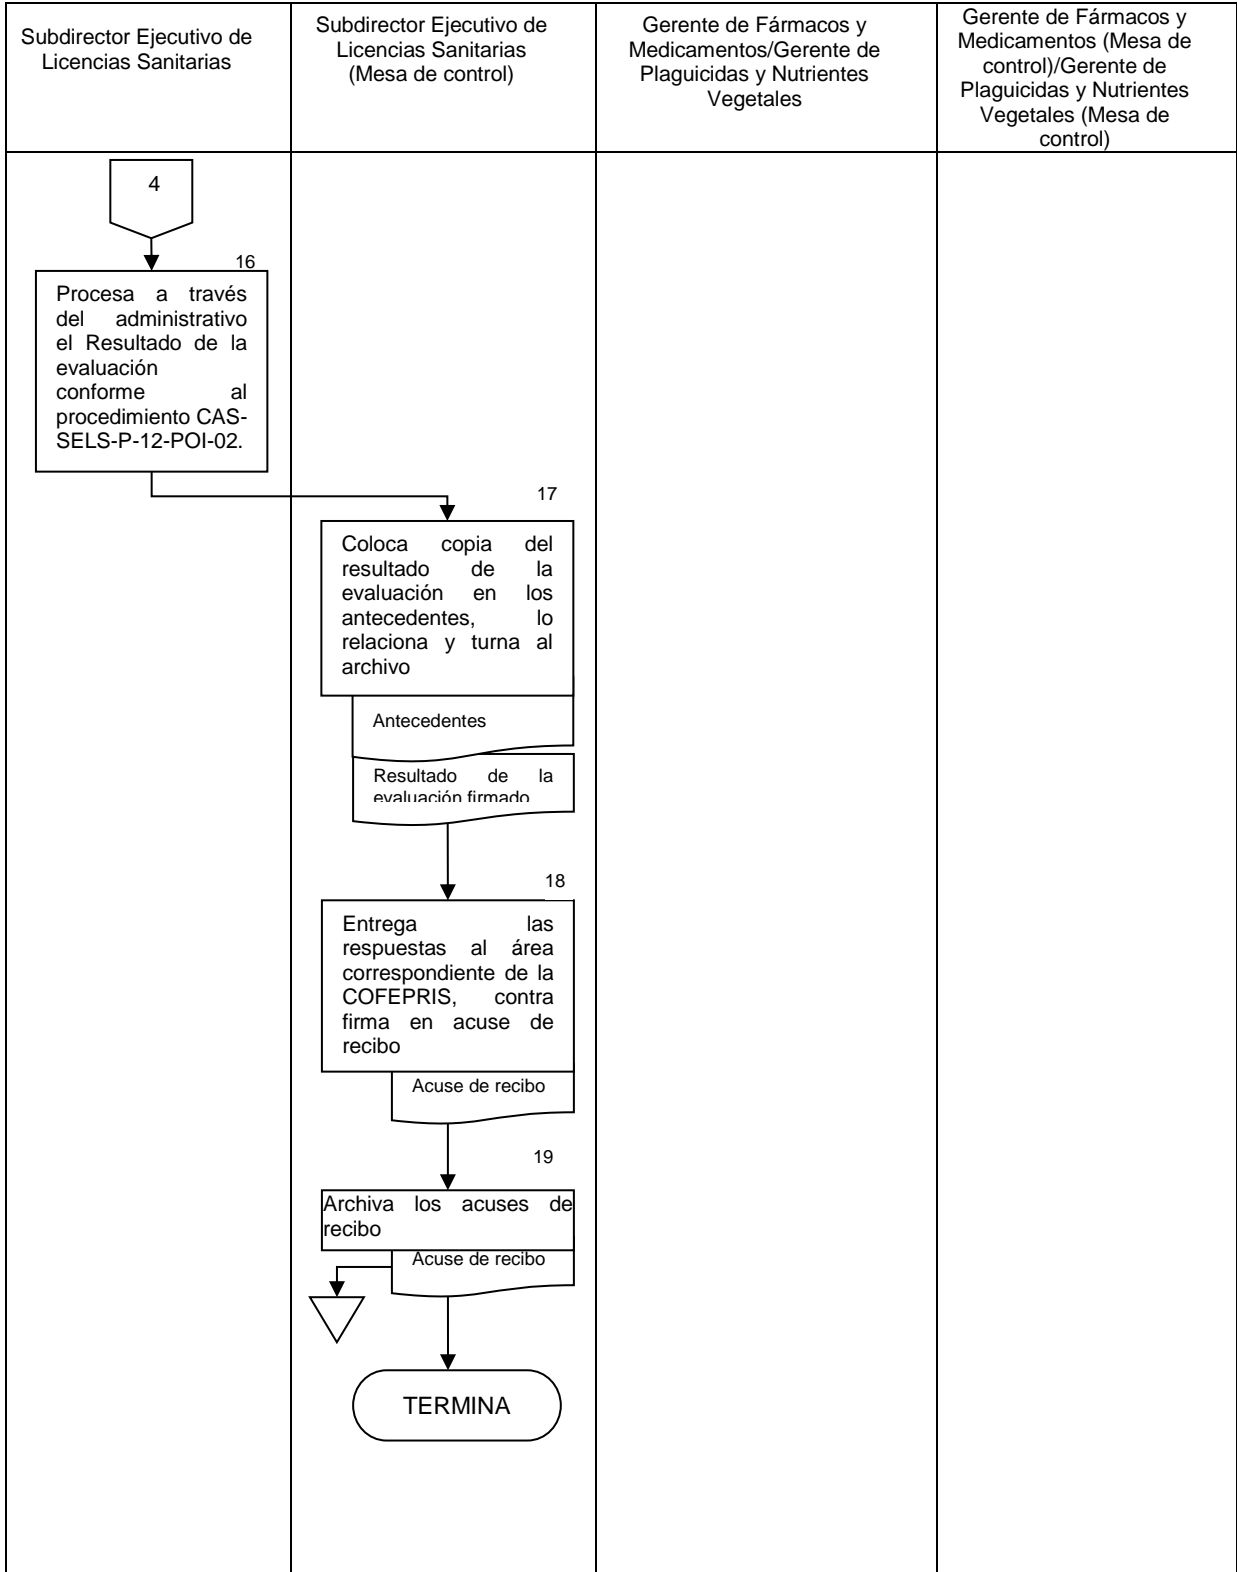 Subdirector Ejecutivo de
Licencias Sanitarias
Subdirector Ejecutivo de
Licencias Sanitarias
(Mesa de control)
Gerente de Fármacos y
Medicamentos/Gerente de
Plaguicidas y Nutrientes
Vegetales
Gerente de Fármacos y
Medicamentos (Mesa de
control)/Gerente de
Plaguicidas y Nutrientes
Vegetales (Mesa de
control)
4
16
Procesa a través
del administrativo
el Resultado de la
evaluación
conforme al
procedimiento CAS-
SELS-P-12-POI-02.
17
Coloca copia del
resultado de la
evaluación en los
antecedentes, lo
relaciona y turna al
archivo
Antecedentes
Resultado de la
evaluación firmado
18
Entrega las
respuestas al área
correspondiente de la
COFEPRIS, contra
firma en acuse de
recibo
Acuse de recibo
19
Archiva los acuses de
recibo
Acuse de recibo
TERMINA